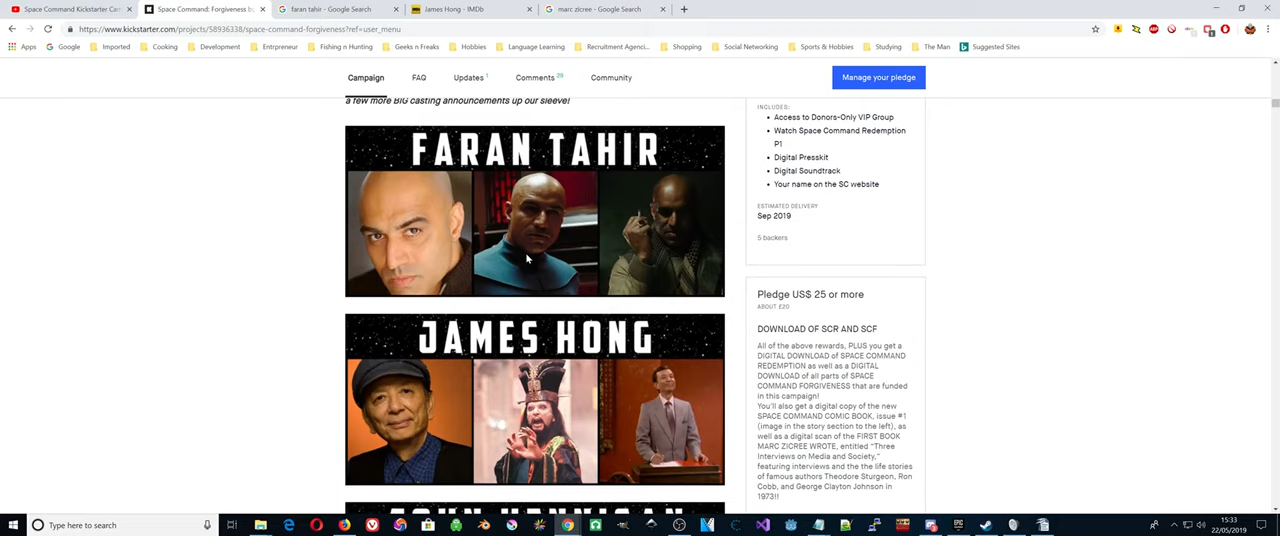 Space Command Kickstarter Cam
Space Command: Forgiveness by
faran tahir - Google Search
James Hong - IMDb
marc zicree - Google Search
https://www.kickstarter.com/projects/58936338/space-command-forgiveness?ref=user_menu
Apps
Google
Imported
Cooking
Development
Entrpreneur
Fishing n Hunting
Geeks n Freaks
Hobbies
Language Learning
Recruitment Agenci...
Shopping
Social Networking
Sports & Hobbies
Studying
The Man
Suggested Sites
Campaign
FAQ
Updates 1
Comments 28
Community
Manage your pledge
a few more BIG casting announcements up our sleeve!
FARAN TAHIR
JAMES HONG
INCLUDES:
• Access to Donors-Only VIP Group
• Watch Space Command Redemption
P1
• Digital Presskit
• Digital Soundtrack
• Your name on the SC website
ESTIMATED DELIVERY
Sep 2019
5 backers
Pledge US$ 25 or more
ABOUT £20
DOWNLOAD OF SCR AND SCF
All of the above rewards, PLUS you get a
DIGITAL DOWNLOAD of SPACE COMMAND
REDEMPTION as well as a DIGITAL
DOWNLOAD of all parts of SPACE
COMMAND FORGIVENESS that are funded
in this campaign!
You'll also get a digital copy of the new
SPACE COMMAND COMIC BOOK, issue #1
(image in the story section to the left), as
well as a digital scan of the FIRST BOOK
MARC ZICREE WROTE, entitled "Three
Interviews on Media and Society,"
featuring interviews and the the life stories
of famous authors Theodore Sturgeon, Ron
Cobb, and George Clayton Johnson in
1973!!
Type here to search
15:33
22/05/2019